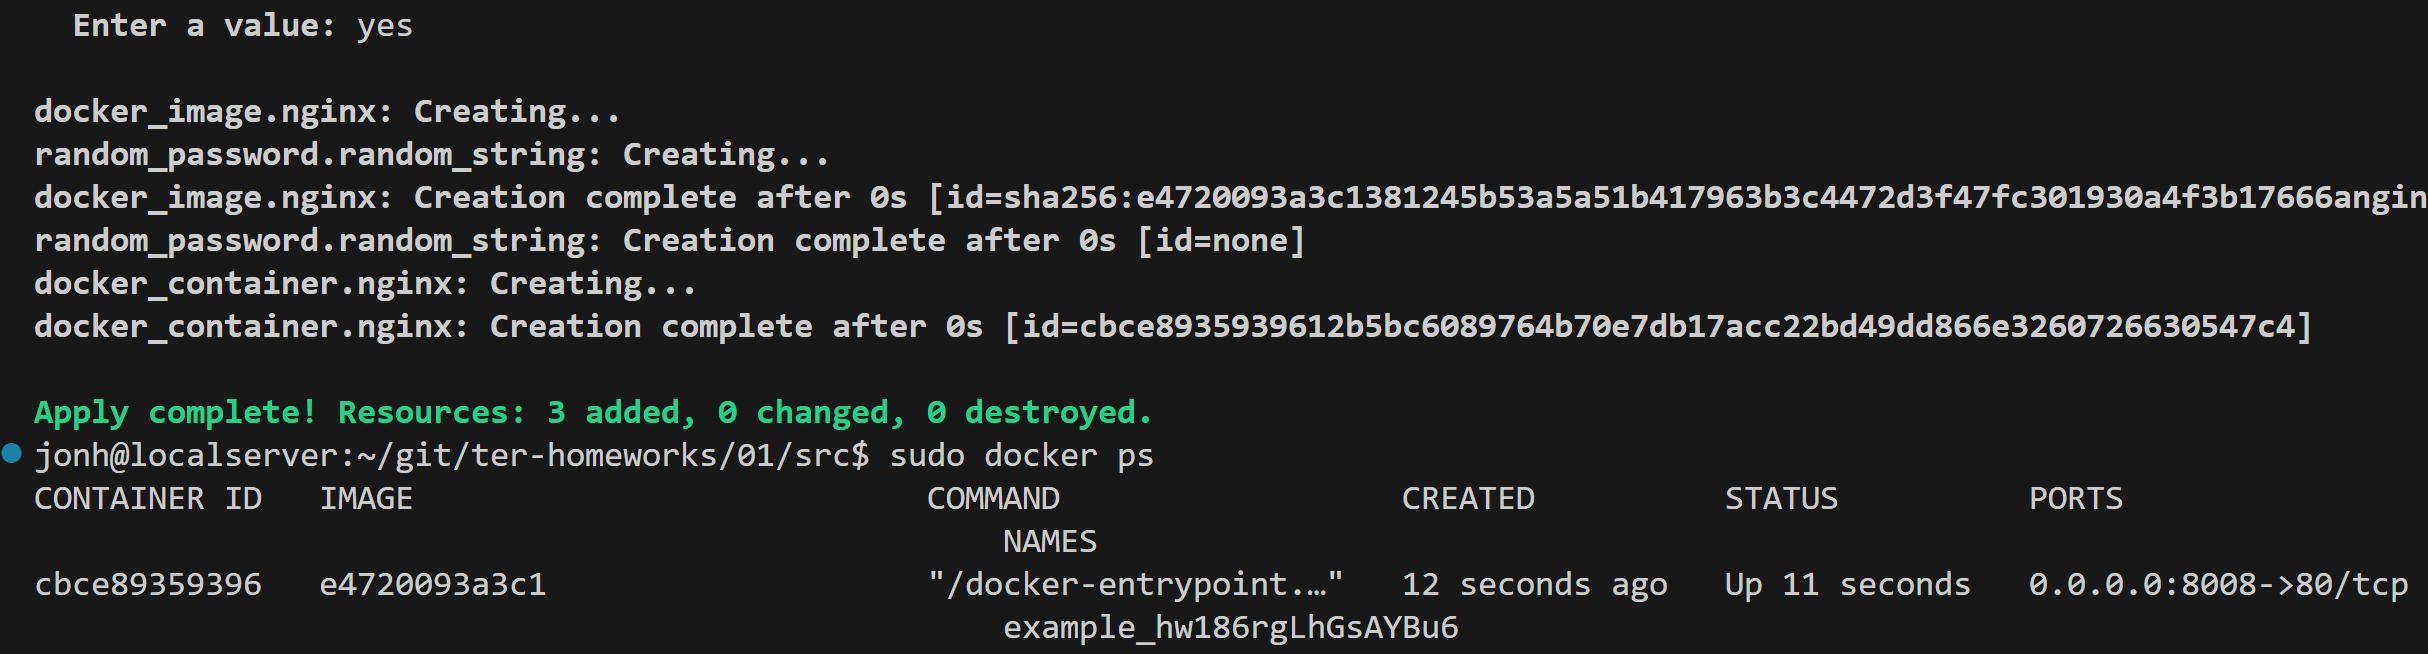 Enter a value: yes
docker_image.nginx: Creating...
random_password.random_string: Creating...
docker_image.nginx: Creation complete after 0s [id=sha256:e4720093a3c1381245b53a5a51b417963b3c4472d3f47fc301930a4f3b17666angin
random_password.random_string: Creation complete after 0s [id=none]
docker_container.nginx: Creating...
docker_container.nginx: Creation complete after 0s [id=cbce8935939612b5bc6089764b70e7db17acc22bd49dd866e3260726630547c4]
Apply complete! Resources: 3 added, 0 changed, 0 destroyed.
jonh@localserver:~/git/ter-homeworks/01/src$ sudo docker ps
CONTAINER ID   IMAGE   COMMAND   CREATED   STATUS   PORTS
NAMES
cbce89359396   e4720093a3c1   "/docker-entrypoint.…"   12 seconds ago   Up 11 seconds   0.0.0.0:8008->80/tcp
example_hw186rgLhGsAYBu6